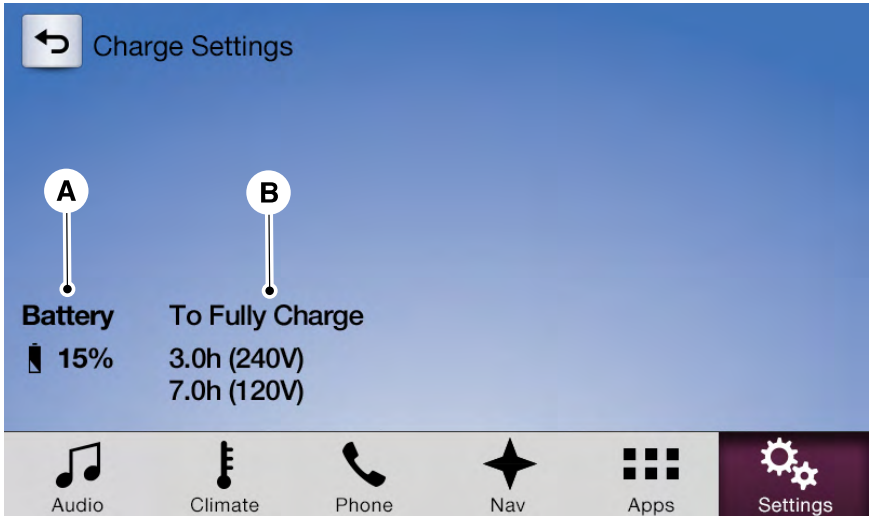 Charge Settings
A
B
Battery
To Fully Charge
15%
3.0h (240V)
7.0h (120V)
Audio
Climate
Phone
Nav
Apps
Settings